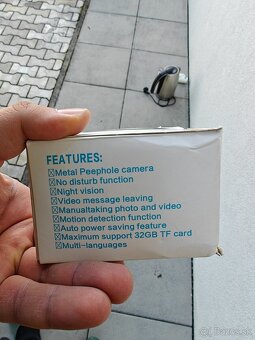 FEATURES:
☑Metal Peephole camera
☑No disturb function
☑Night vision
☑Video message leaving
☑Manualtaking photo and video
☑Motion detection function
☑Auto power saving feature
☑Maximum support 32GB TF card
☑Multi-languages